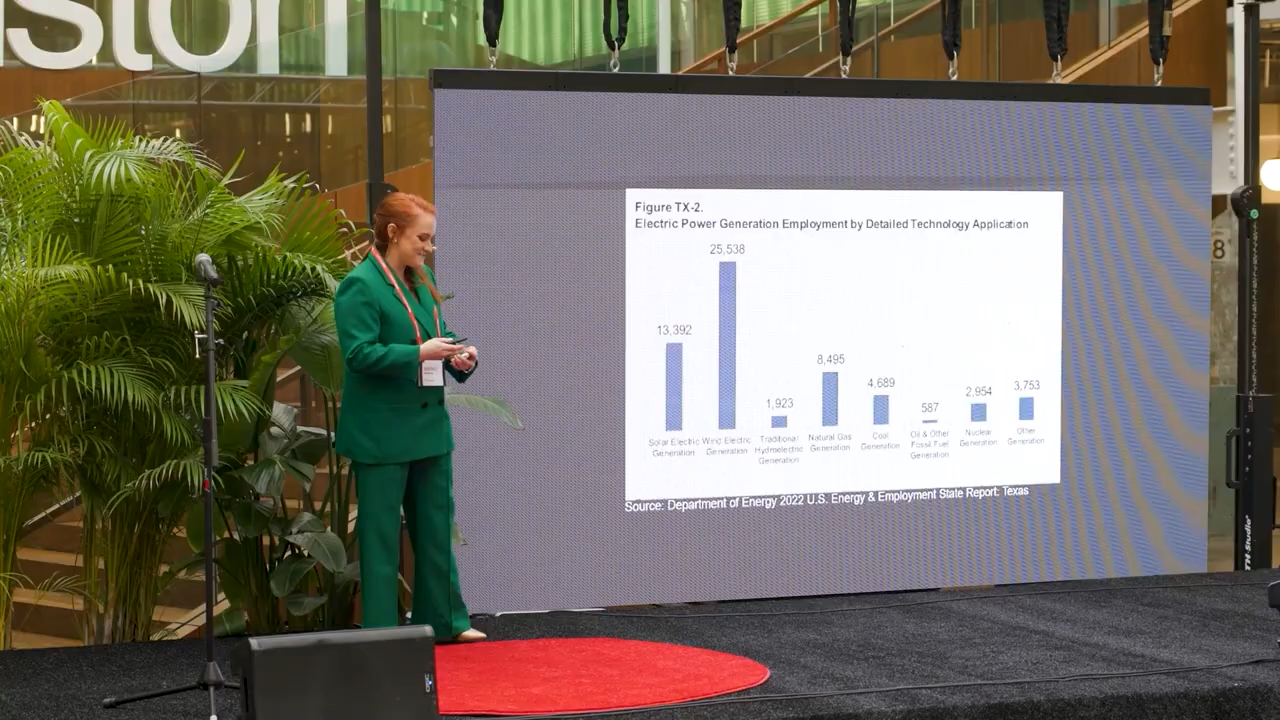 ston
Figure TX-2.
Electric Power Generation Employment by Detailed Technology Application
25,538
13,392
8,495
4,689
3,753
2,954
1,923
587
Solar Electric Generation
Wind Electric Generation
Traditional Hydroelectric Generation
Natural Gas Generation
Coal Generation
Oil & Other Fossil Fuel Generation
Nuclear Generation
Other Generation
Source: Department of Energy 2022 U.S. Energy & Employment State Report: Texas
8